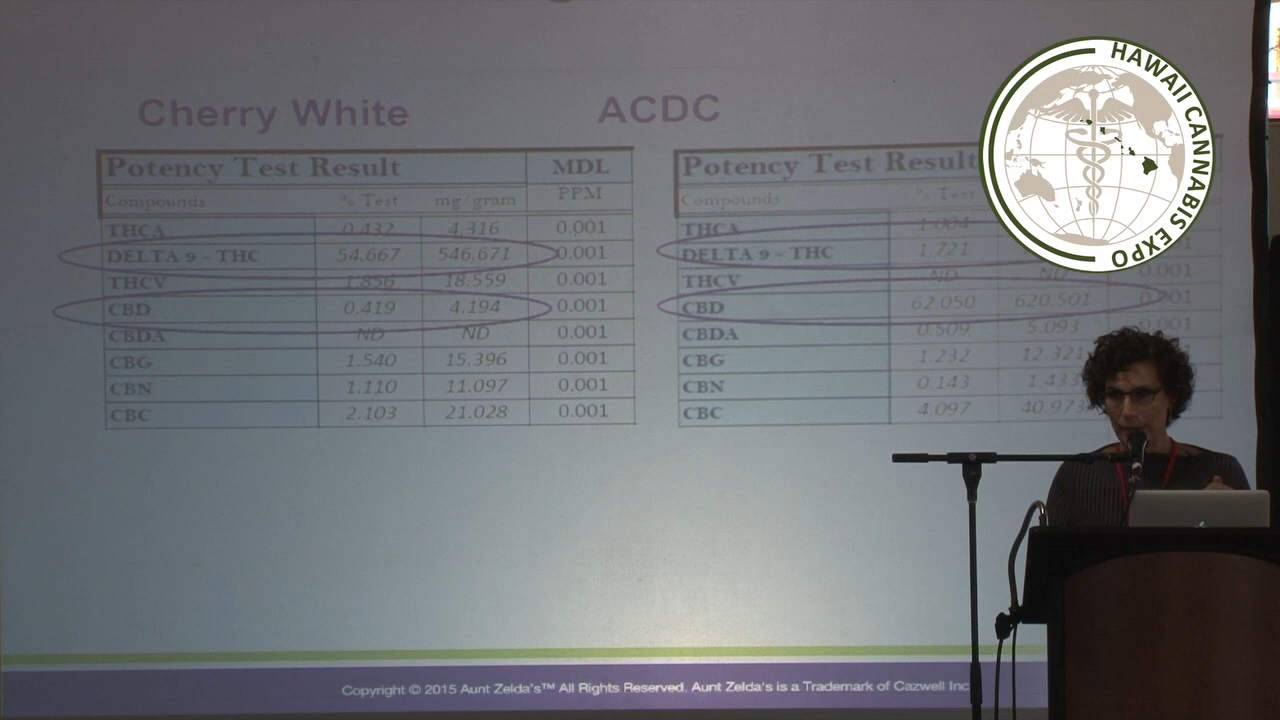 HAWAII CANNABIS EXPO
Cherry White
ACDC
Potency Test Result MDL
Compounds % Test mg/gram PPM
THCA 0.432 4.316 0.001
DELTA 9 - THC 54.667 546.671 0.001
THCV 1.856 18.559 0.001
CBD 0.419 4.194 0.001
CBDA ND ND 0.001
CBG 1.540 15.396 0.001
CBN 1.110 11.097 0.001
CBC 2.103 21.028 0.001
Potency Test Result
Compounds % Test
THCA 1.004
DELTA 9 - THC 1.721
THCV ND ND 0.001
CBD 62.050 620.501 0.001
CBDA 0.509 5.093 0.001
CBG 1.232 12.321
CBN 0.143 1.433
CBC 4.097 40.973
Copyright © 2015 Aunt Zelda's™ All Rights Reserved. Aunt Zelda's is a Trademark of Cazwell Inc